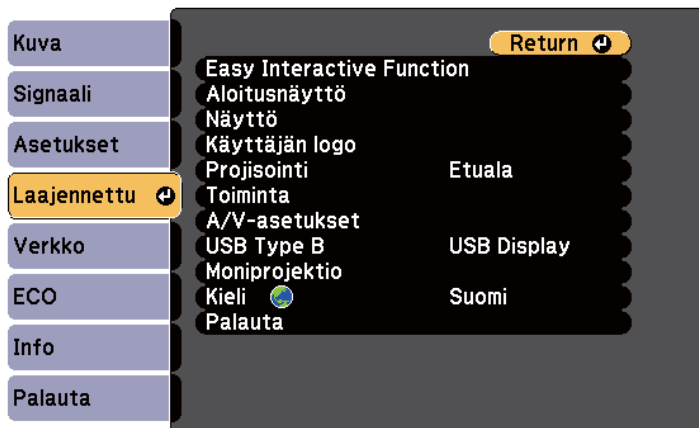 Kuva
Signaali
Asetukset
Laajennettu
Verkko
ECO
Info
Palauta
Return
Easy Interactive Function
Aloitusnäyttö
Näyttö
Käyttäjän logo
Projisointi Etuala
Toiminta
A/V-asetukset
USB Type B USB Display
Moniprojektio
Kieli Suomi
Palauta